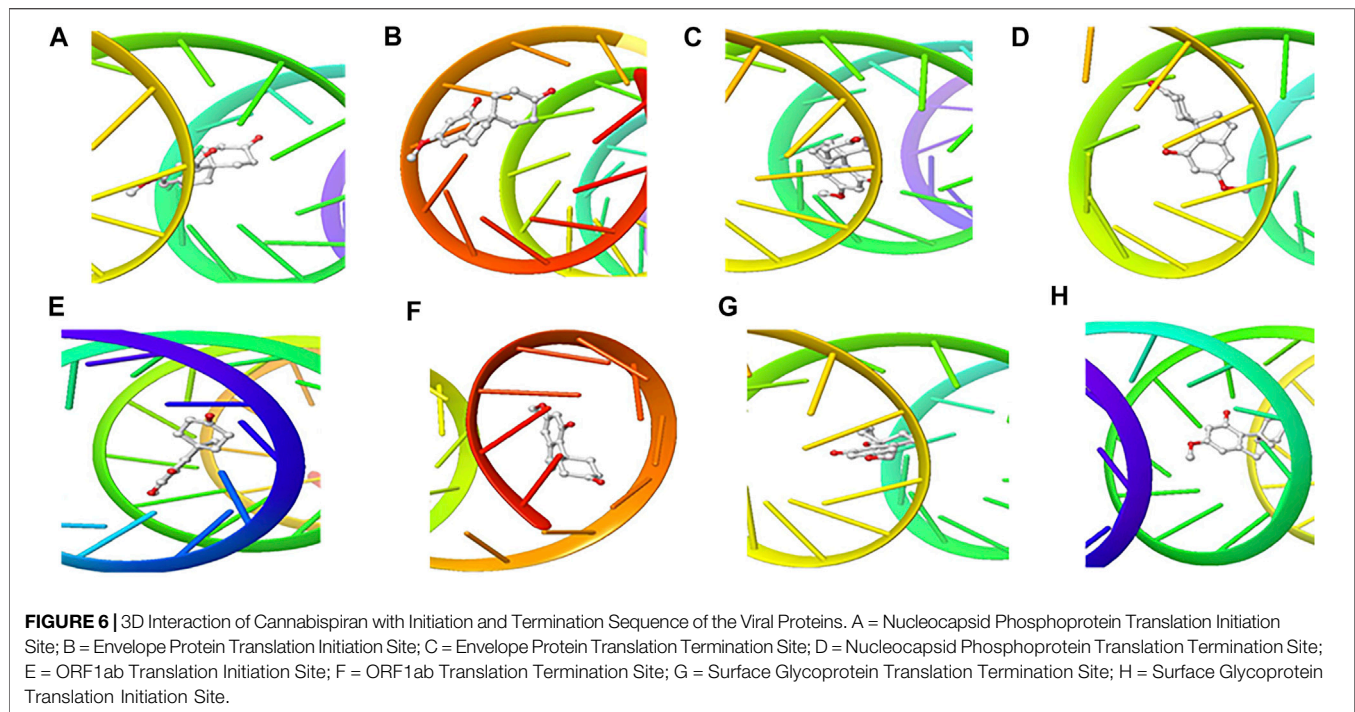 A
B
C
D
E
F
G
H
FIGURE 6 | 3D Interaction of Cannabispiran with Initiation and Termination Sequence of the Viral Proteins. A = Nucleocapsid Phosphoprotein Translation Initiation
Site; B = Envelope Protein Translation Initiation Site; C = Envelope Protein Translation Termination Site; D = Nucleocapsid Phosphoprotein Translation Termination Site;
E = ORF1ab Translation Initiation Site; F = ORF1ab Translation Termination Site; G = Surface Glycoprotein Translation Termination Site; H = Surface Glycoprotein
Translation Initiation Site.